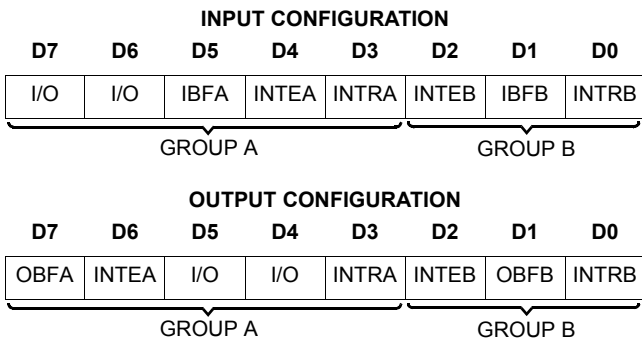 INPUT CONFIGURATION
D7 D6 D5 D4 D3 D2 D1 D0
I/O I/O IBFA INTEA INTRA INTEB IBFB INTRB
GROUP A GROUP B
OUTPUT CONFIGURATION
D7 D6 D5 D4 D3 D2 D1 D0
OBFA INTEA I/O I/O INTRA INTEB OBFB INTRB
GROUP A GROUP B